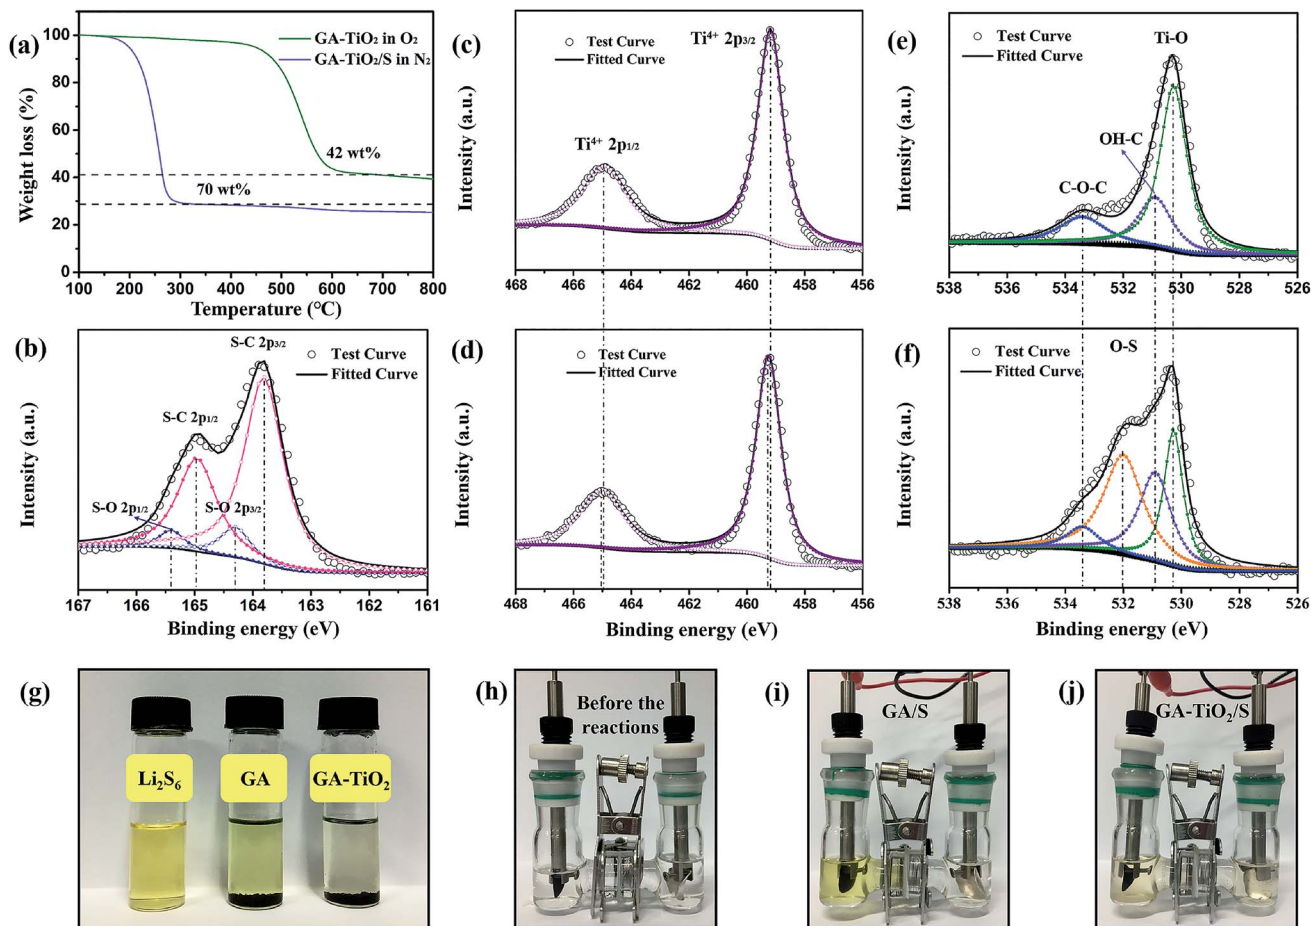 (a)
GA-TiO₂ in O₂
GA-TiO₂/S in N₂
42 wt%
70 wt%
100
80
60
40
20
0
Weight loss (%)
100 200 300 400 500 600 700 800
Temperature (°C)
(b)
S-C 2p₃/₂
Test Curve
Fitted Curve
S-C 2p₁/₂
S-O 2p₁/₂
S-O 2p₃/₂
Intensity (a.u.)
167 166 165 164 163 162 161
Binding energy (eV)
(c)
Ti⁴⁺ 2p₃/₂
Test Curve
Fitted Curve
Ti⁴⁺ 2p₁/₂
Intensity (a.u.)
468 466 464 462 460 458 456
(d)
Test Curve
Fitted Curve
Intensity (a.u.)
468 466 464 462 460 458 456
Binding energy (eV)
(e)
Ti-O
Test Curve
Fitted Curve
OH-C
C-O-C
Intensity (a.u.)
538 536 534 532 530 528 526
(f)
O-S
Test Curve
Fitted Curve
Intensity (a.u.)
538 536 534 532 530 528 526
Binding energy (eV)
(g)
Li₂S₆
GA
GA-TiO₂
(h)
Before the
reactions
(i)
GA/S
(j)
GA-TiO₂/S